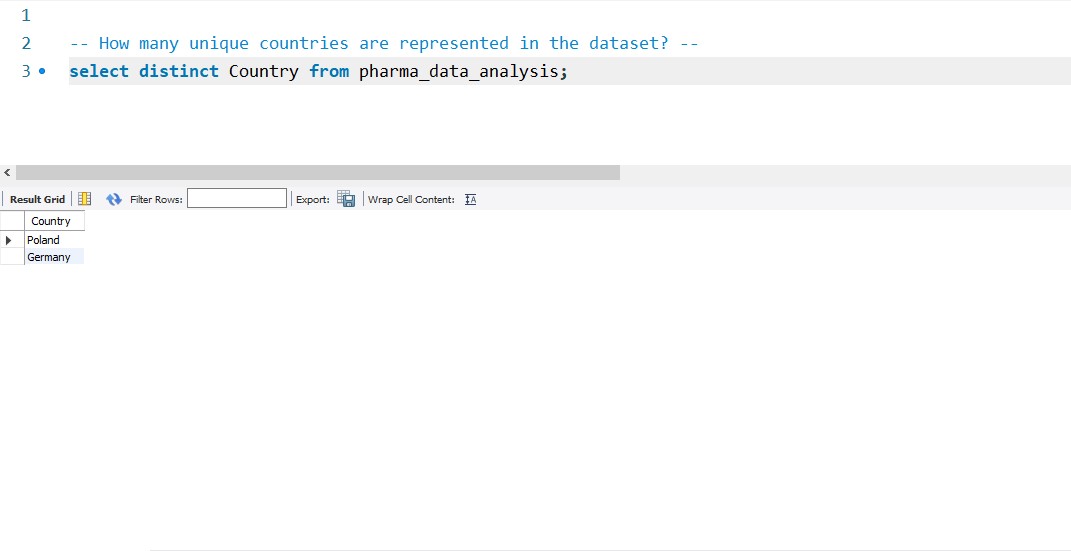 1
2 -- How many unique countries are represented in the dataset? --
3 select distinct Country from pharma_data_analysis;
Result Grid Filter Rows: Export: Wrap Cell Content: IA
Country
Poland
Germany